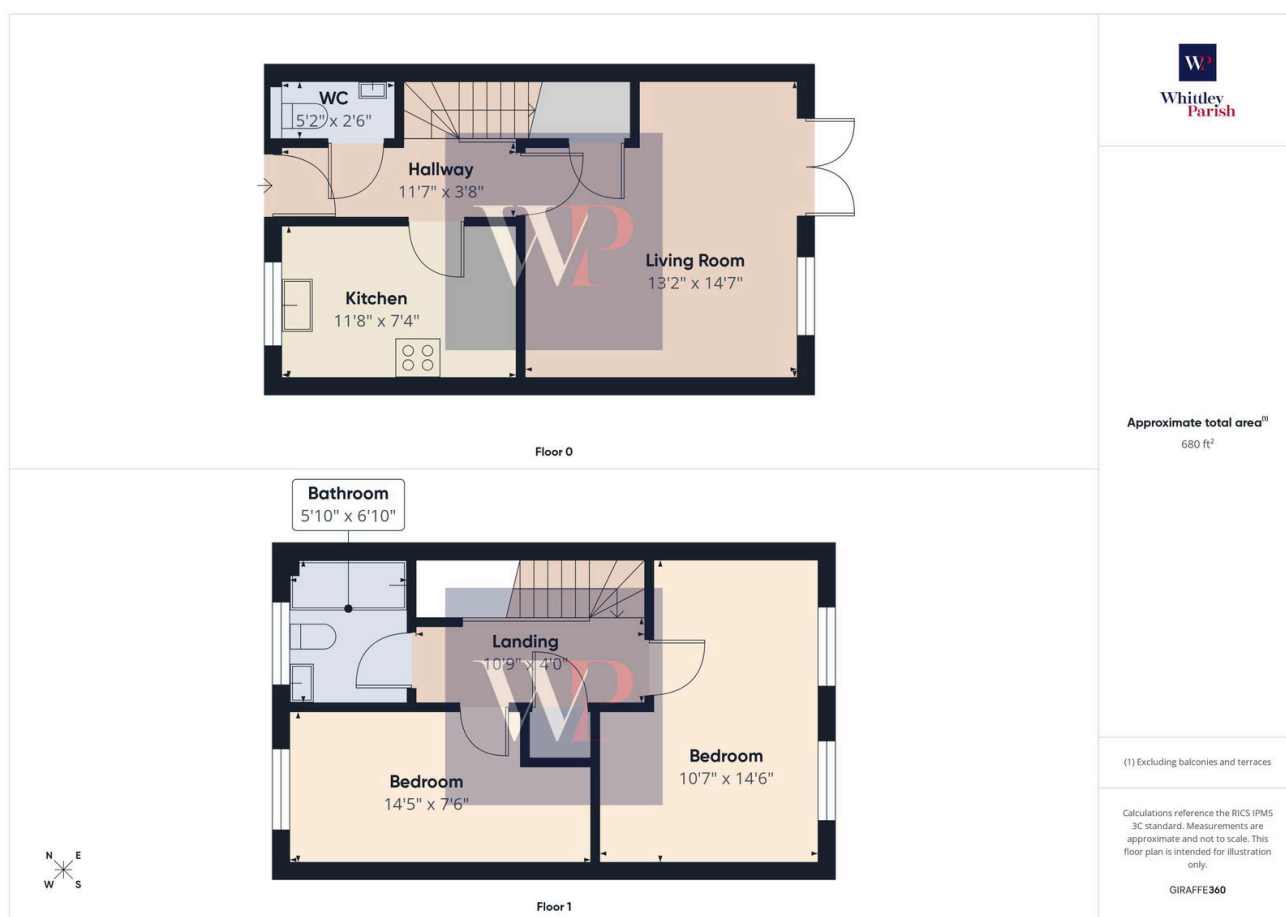 WC
5'2" x 2'6"
Hallway
11'7" x 3'8"
WP
Living Room
13'2" x 14'7"
Kitchen
11'8" x 7'4"
Floor 0
Bathroom
5'10" x 6'10"
Landing
10'9" x 4'0"
WP
Bedroom
14'5" x 7'6"
Bedroom
10'7" x 14'6"
N E
W S
Floor 1
WP
Whittley
Parish
Approximate total area(1)
680 ft²
(1) Excluding balconies and terraces
Calculations reference the RICS IPMS
3C standard. Measurements are
approximate and not to scale. This
floor plan is intended for illustration
only.
GIRAFFE360